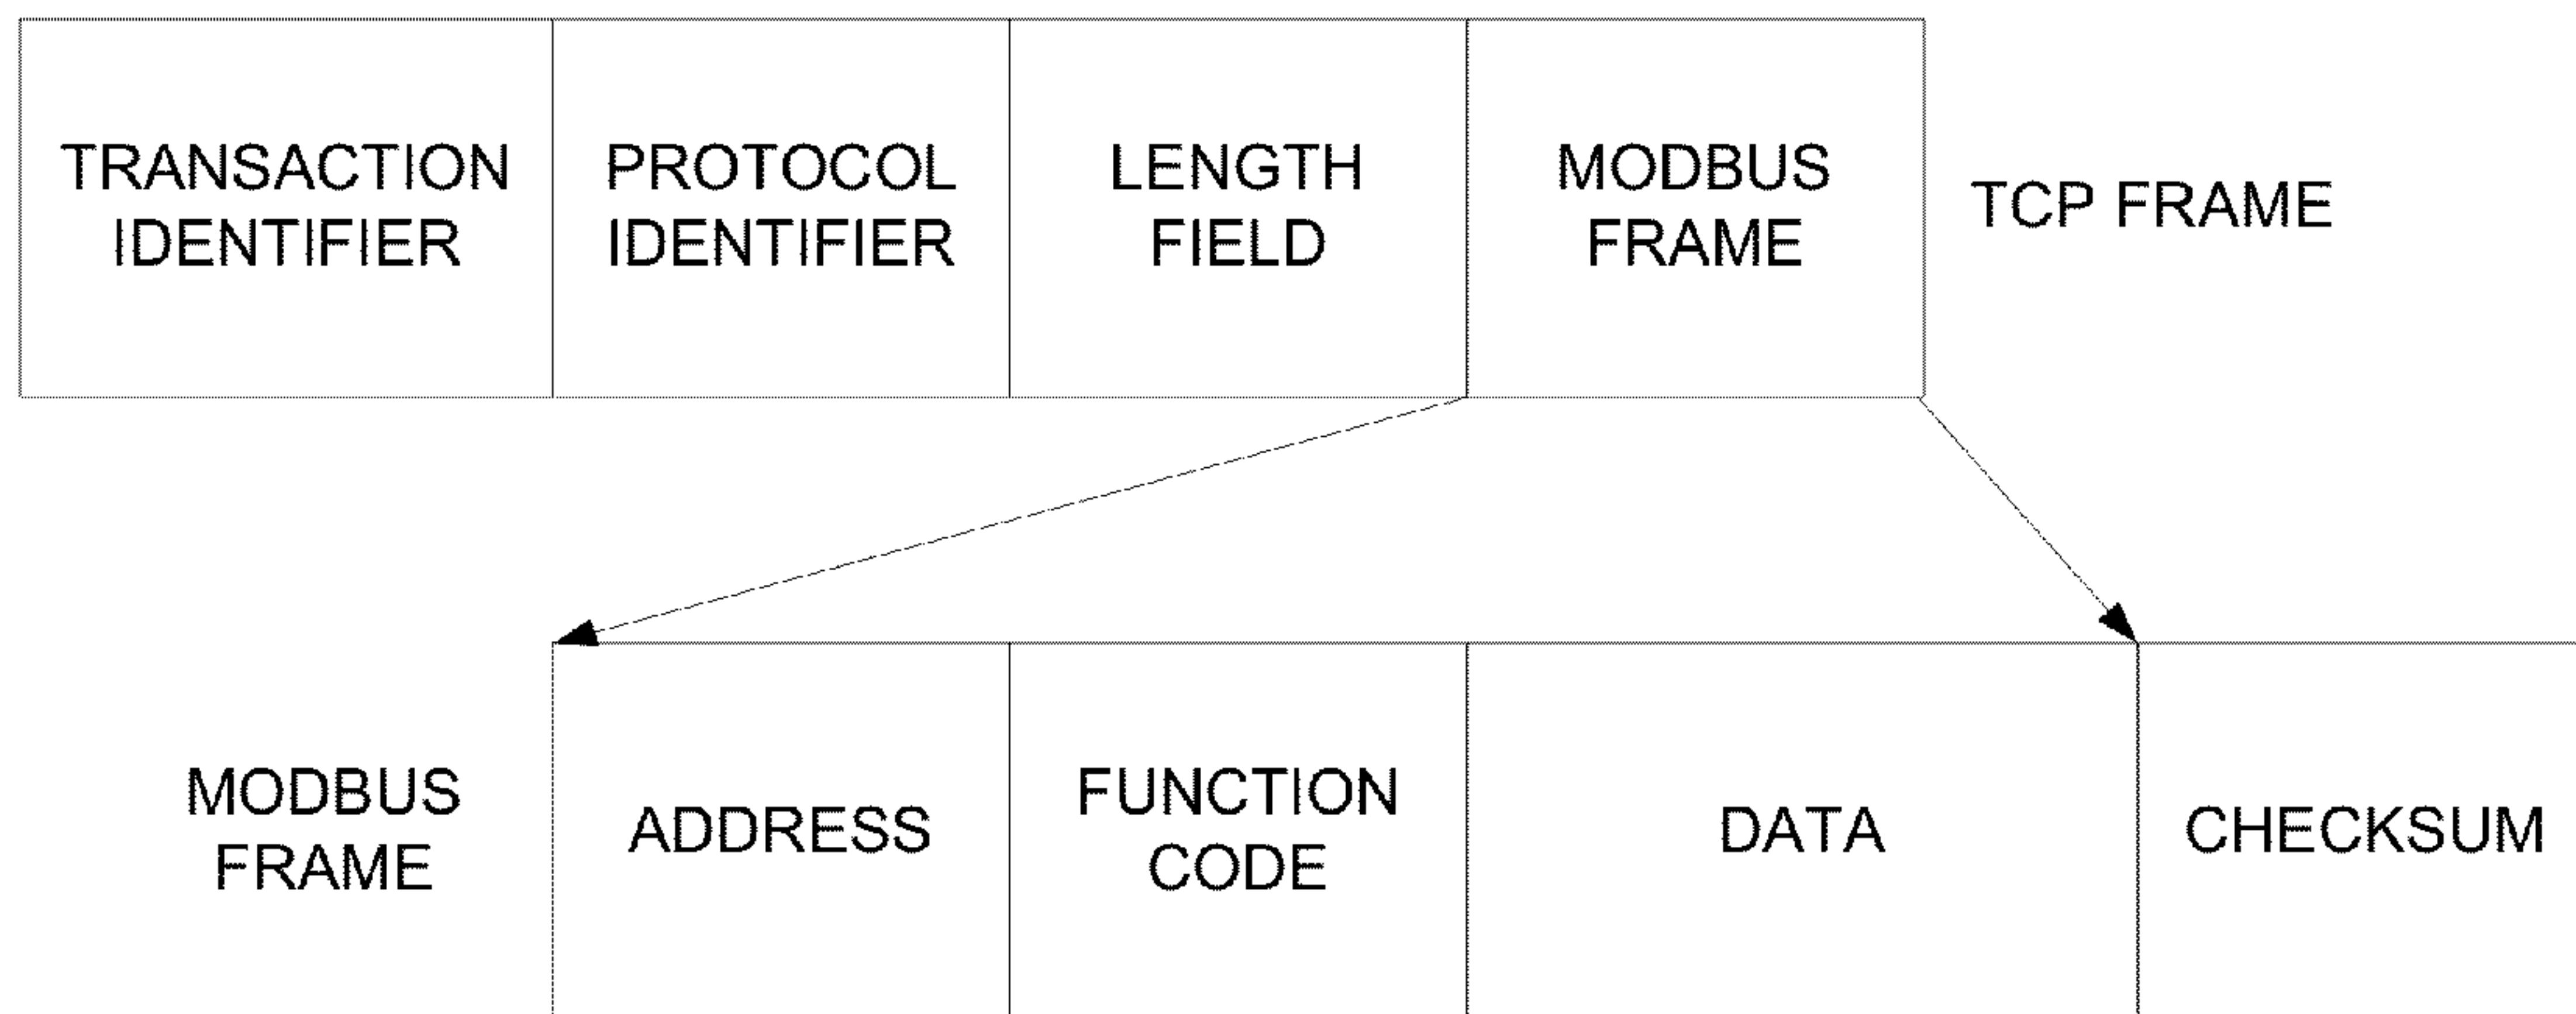 TRANSACTION
IDENTIFIER
PROTOCOL
IDENTIFIER
LENGTH
FIELD
MODBUS
FRAME
TCP FRAME
MODBUS
FRAME
ADDRESS
FUNCTION
CODE
DATA
CHECKSUM